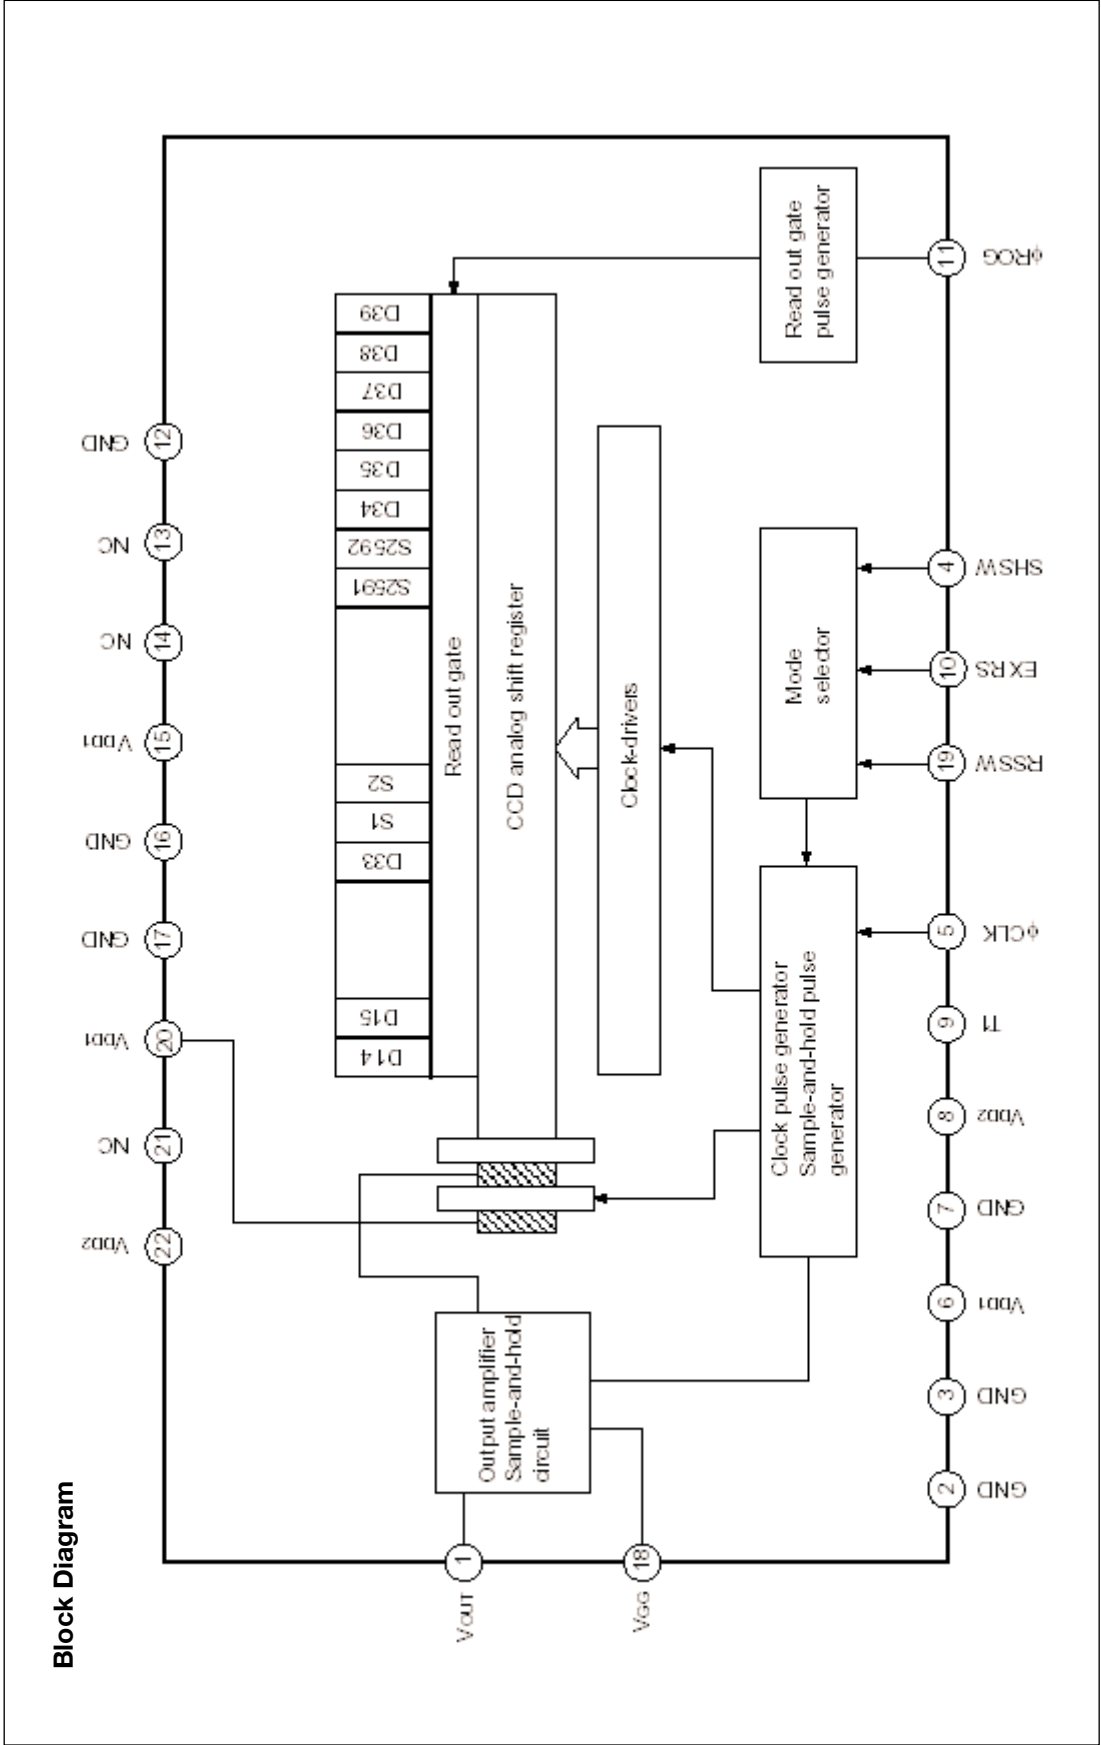 Block Diagram
GND
12
NC
13
NC
14
VDD1
15
GND
16
GND
17
VDD1
20
NC
21
VDD2
22
D14
D15
D33
S1
S2
S2591
S2592
D34
D35
D36
D37
D38
D39
Read out gate
CCD analog shift register
Clock-drivers
Output amplifier
Sample-and-hold
circuit
Clock pulse generator
Sample-and-hold pulse
generator
Mode
selector
Read out gate
pulse generator
VOUT
1
VGG
18
2
GND
3
GND
6
VDD1
7
GND
8
VDD2
9
T1
5
ϕCLK
19
RSSW
10
EXRS
4
SHSW
11
ϕROG